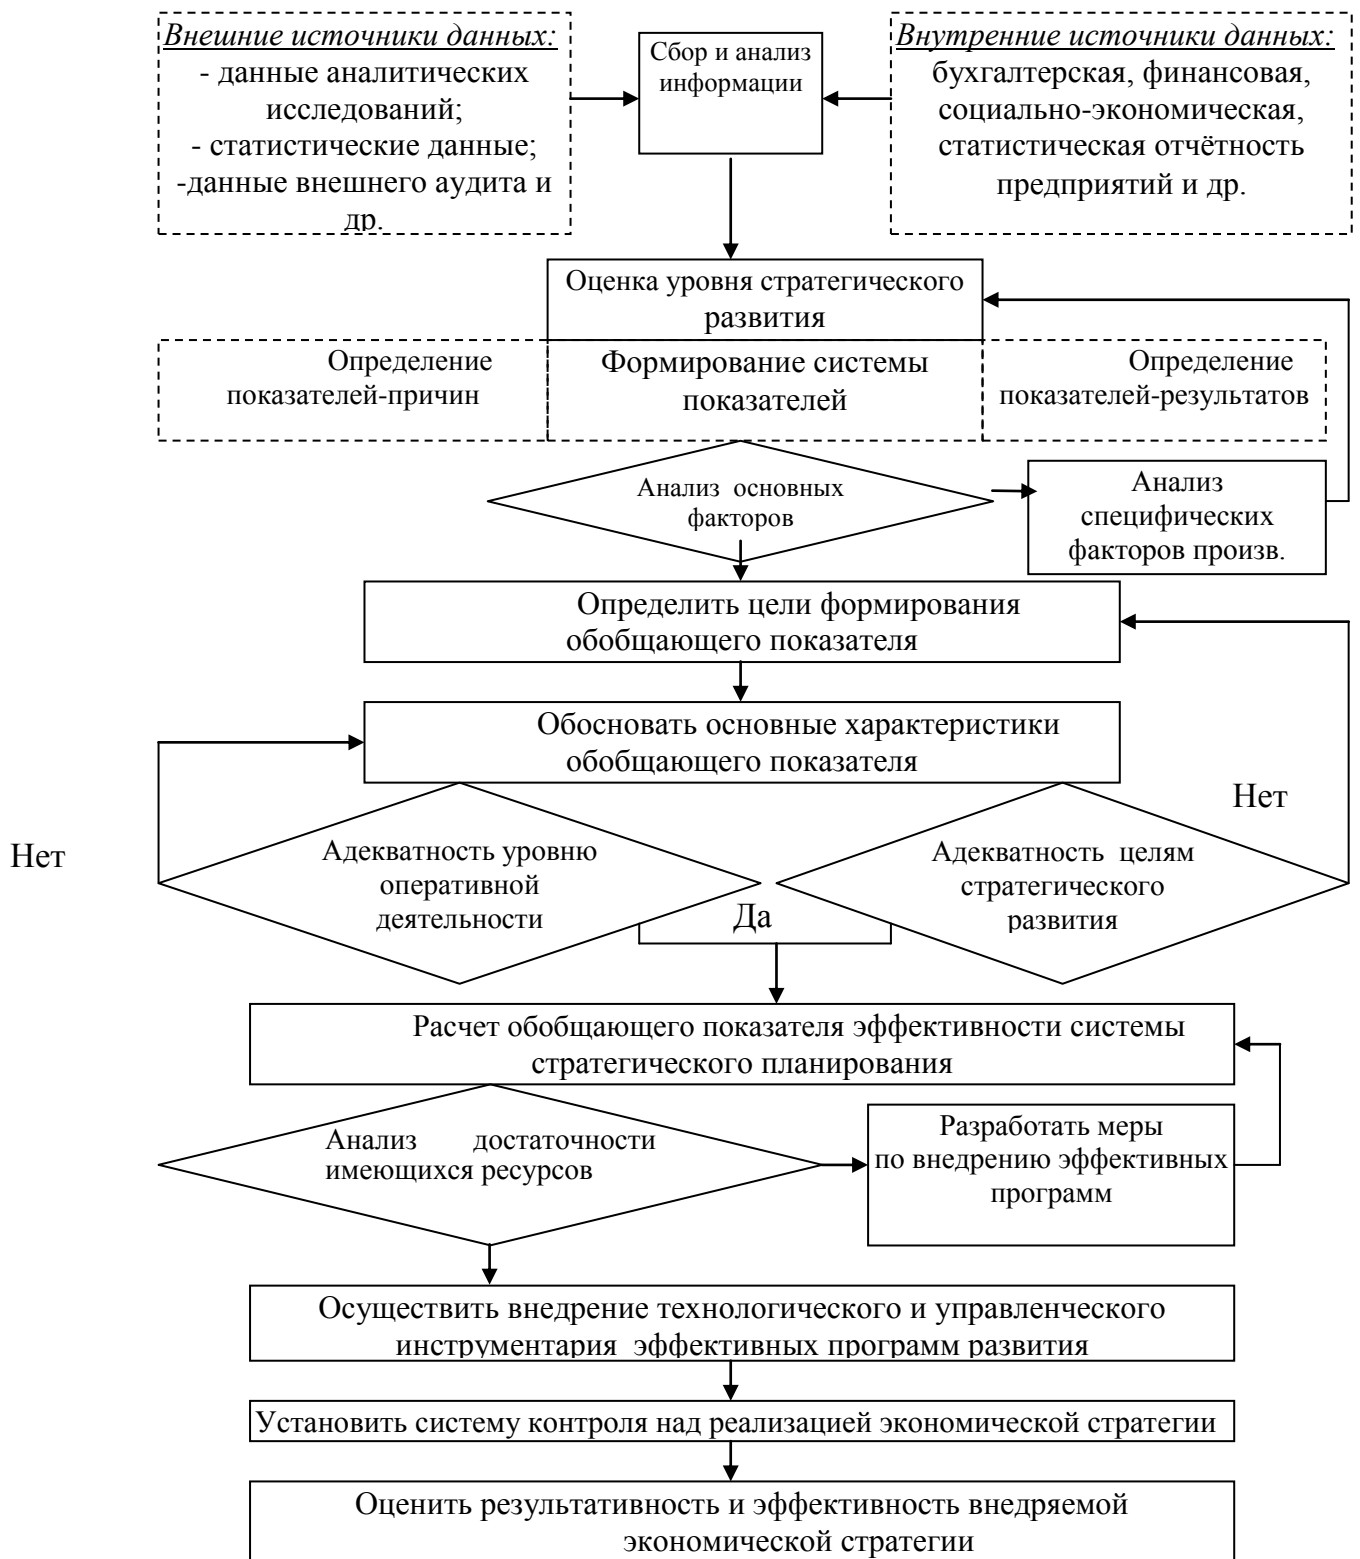 Внешние источники данных:
- данные аналитических
исследований;
- статистические данные;
-данные внешнего аудита и
др.
Сбор и анализ
информации
Внутренние источники данных:
бухгалтерская, финансовая,
социально-экономическая,
статистическая отчётность
предприятий и др.
Оценка уровня стратегического
развития
Определение
показателей-причин
Формирование системы
показателей
Определение
показателей-результатов
Анализ основных
факторов
Анализ
специфических
факторов произв.
Определить цели формирования
обобщающего показателя
Обосновать основные характеристики
обобщающего показателя
Нет
Нет
Адекватность уровню
оперативной
деятельности
Да
Адекватность целям
стратегического
развития
Расчет обобщающего показателя эффективности системы
стратегического планирования
Анализ достаточности
имеющихся ресурсов
Разработать меры
по внедрению эффективных
программ
Осуществить внедрение технологического и управленческого
инструментария эффективных программ развития
Установить систему контроля над реализацией экономической стратегии
Оценить результативность и эффективность внедряемой
экономической стратегии